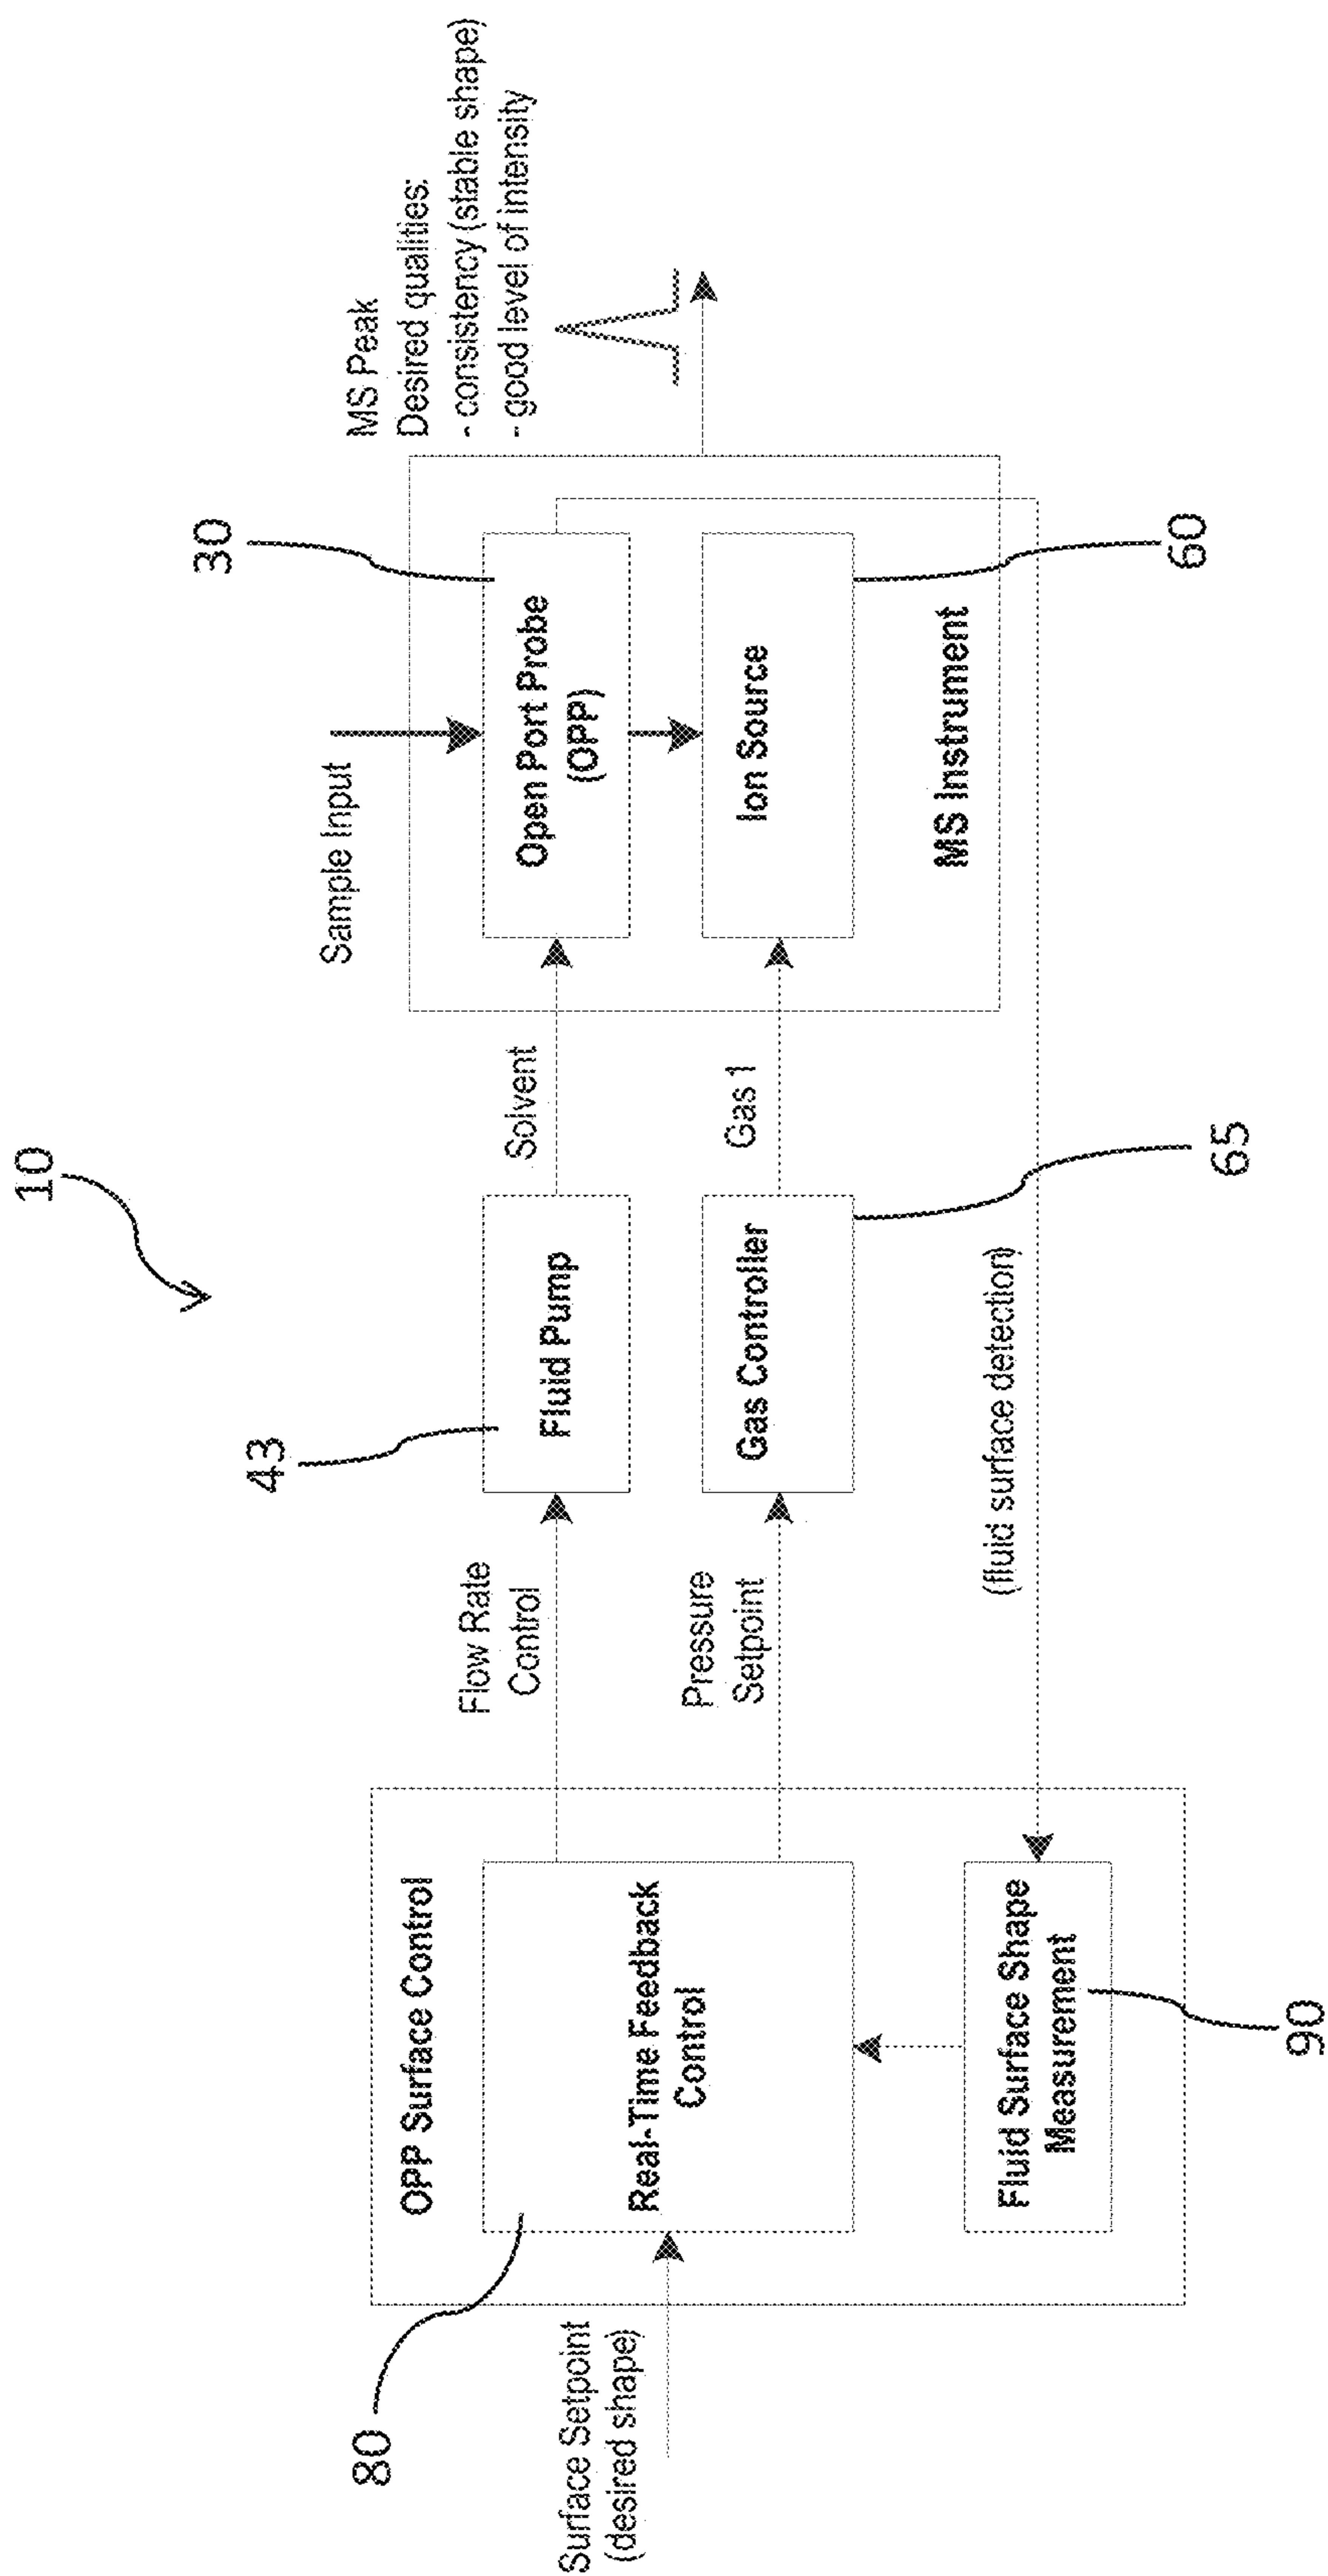 10
MS Peak
Desired qualities:
- consistency (stable shape)
- good level of intensity
30
Sample Input
43
80
OPP Surface Control
Surface Setpoint
(desired shape)
Real-Time Feedback
Control
Flow Rate
Control
Fluid Pump
Solvent
Open Port Probe
(OPP)
Pressure
Setpoint
Gas Controller
Gas 1
Ion Source
MS Instrument
Fluid Surface Shape
Measurement
(fluid surface detection)
90
65
60